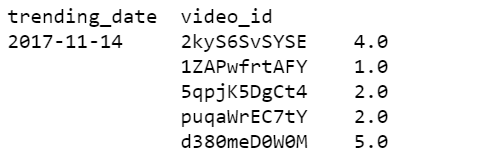 trending_date  video_id
2017-11-14     2kyS6SvSYSE    4.0
               1ZAPwfrtAFY    1.0
               5qpjK5DgCt4    2.0
               puqaWrEC7tY    2.0
               d380meD0W0M    5.0